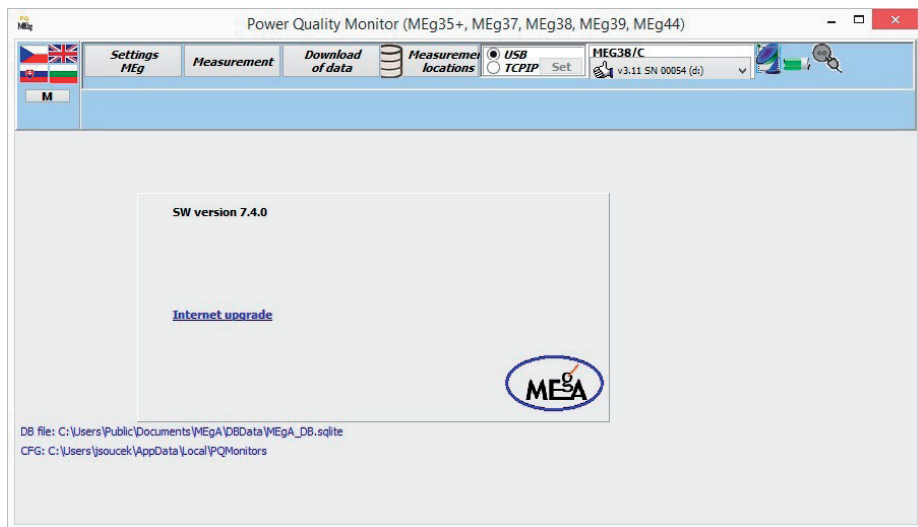 PQ
MEg
Power Quality Monitor (MEg35+, MEg37, MEg38, MEg39, MEg44)
Settings
MEg
Measurement
Download
of data
Measuremer
locations
USB
TCPIP
Set
MEG38/C
v3.11 SN 00054 (d:)
M
SW version 7.4.0
Internet upgrade
MEgA
DB file: C:\Users\Public\Documents\MEgA\DBData\MEgA_DB.sqlite
CFG: C:\Users\jsoucek\AppData\Local\PQMonitors